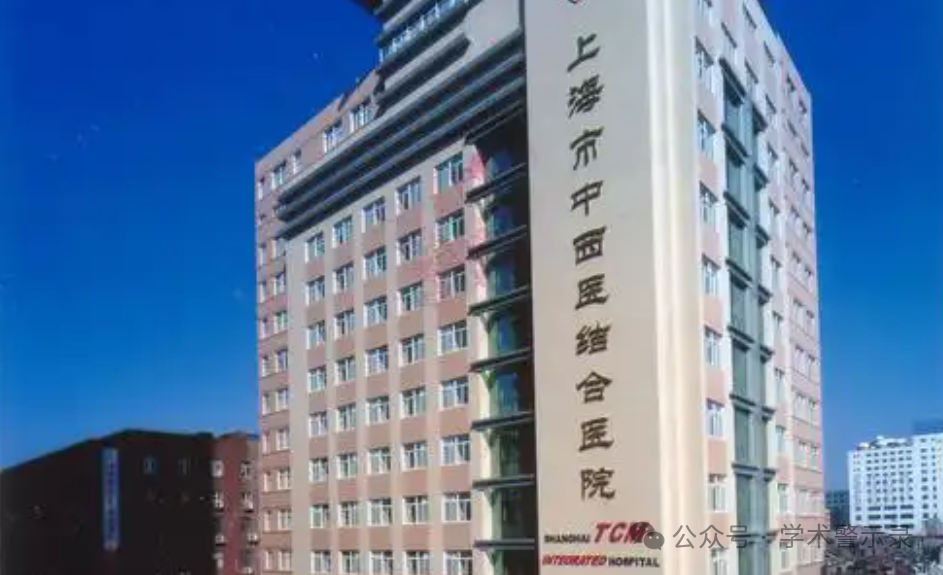 上海市中西医结合医院
SHANGHAI TCM
INTEGRATED HOSPITAL
公众号 学术警示录